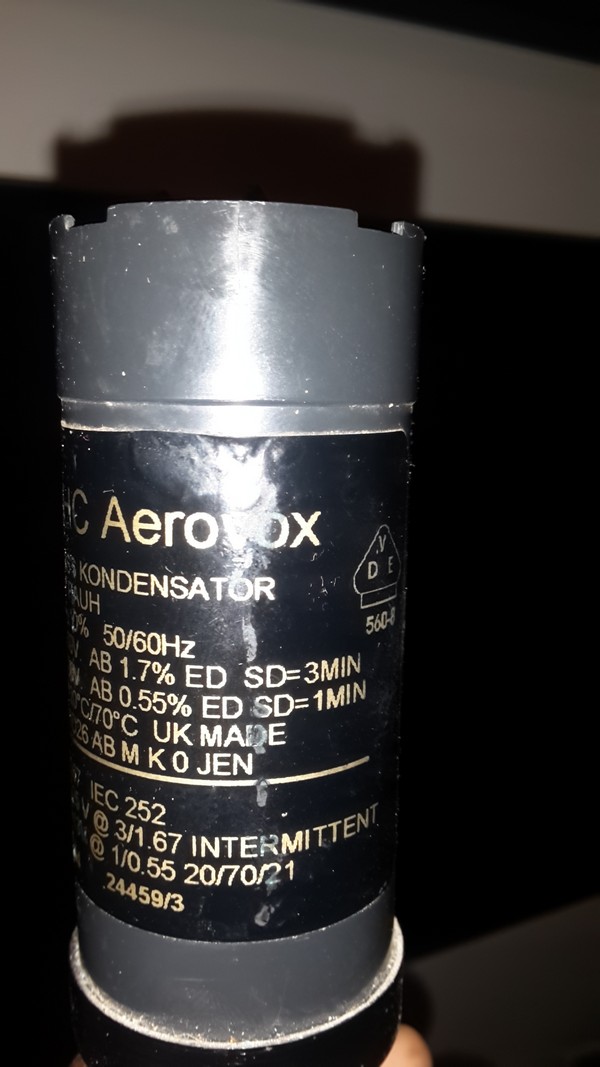 HC Aerovox
KONDENSATOR
AUH
0% 50/60Hz
V AB 1.7% ED SD=3MIN
AB 0.55% ED SD=1MIN
°C/70°C UK MADE
26 AB M K 0 JEN
IEC 252
V @ 3/1.67 INTERMITTENT
@ 1/0.55 20/70/21
24459/3
V
D E